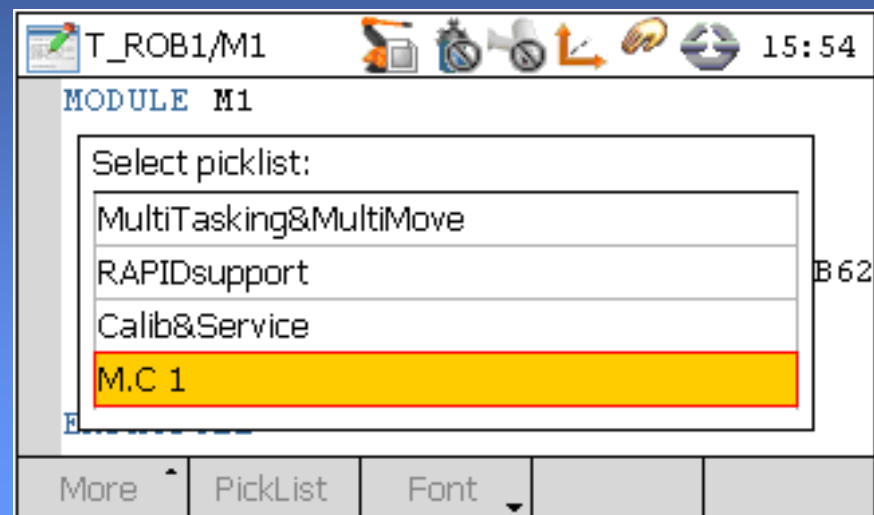 T_ROB1/M1 15:54
MODULE M1
Select picklist:
MultiTasking&MultiMove
RAPIDsupport
B62
Calib&Service
M.C 1
More PickList Font